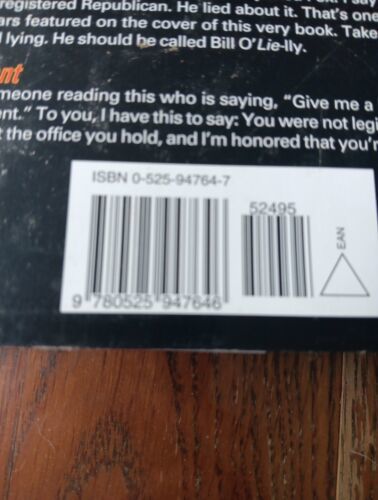 registered Republican. He lied about it. That's one
ars featured on the cover of this very book. Take
lying. He should be called Bill O'Lie-lly.
nt
meone reading this who is saying, "Give me a
nt." To you, I have this to say: You were not legi
t the office you hold, and I'm honored that you'r
ISBN 0-525-94764-7
52495
EAN
9 780525 947646